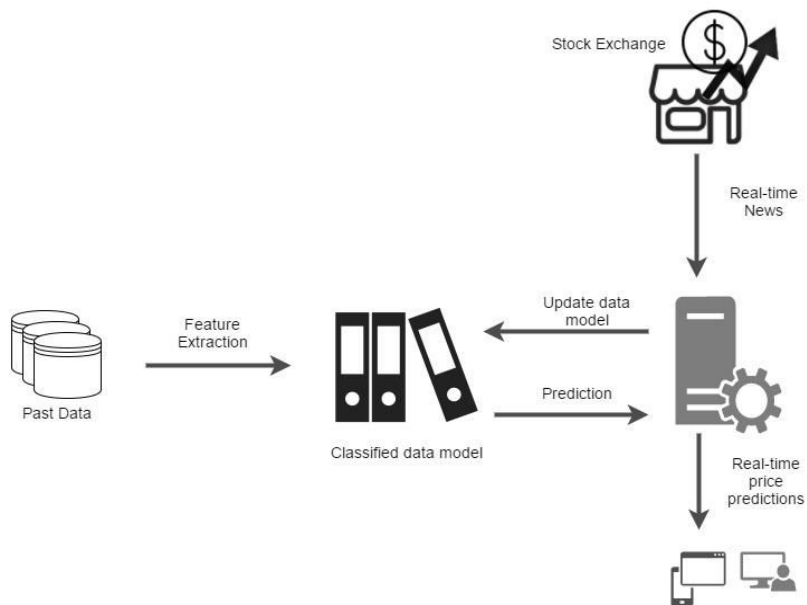 Stock Exchange
Real-time
News
Update data
model
Feature
Extraction
Prediction
Past Data
Classified data model
Real-time
price
predictions